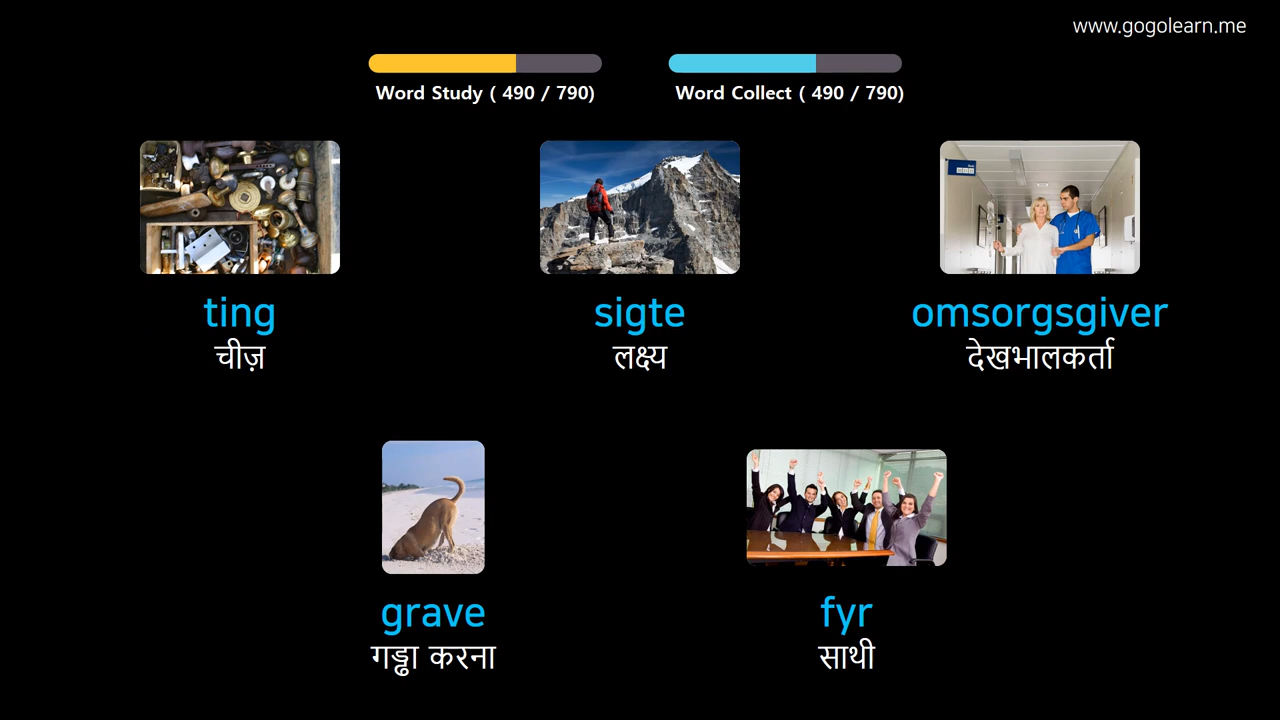 www.gogolearn.me
Word Study ( 490 / 790)
Word Collect ( 490 / 790)
ting
चीज़
sigte
लक्ष्य
omsorgsgiver
देखभालकर्ता
grave
गड्ढा करना
fyr
साथी